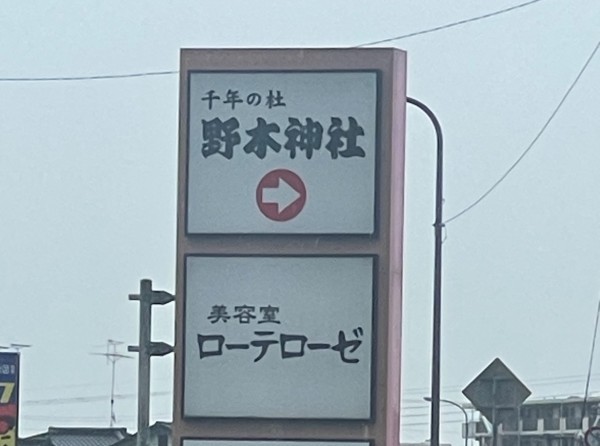 千年の杜
野木神社
美容室
ローテローゼ